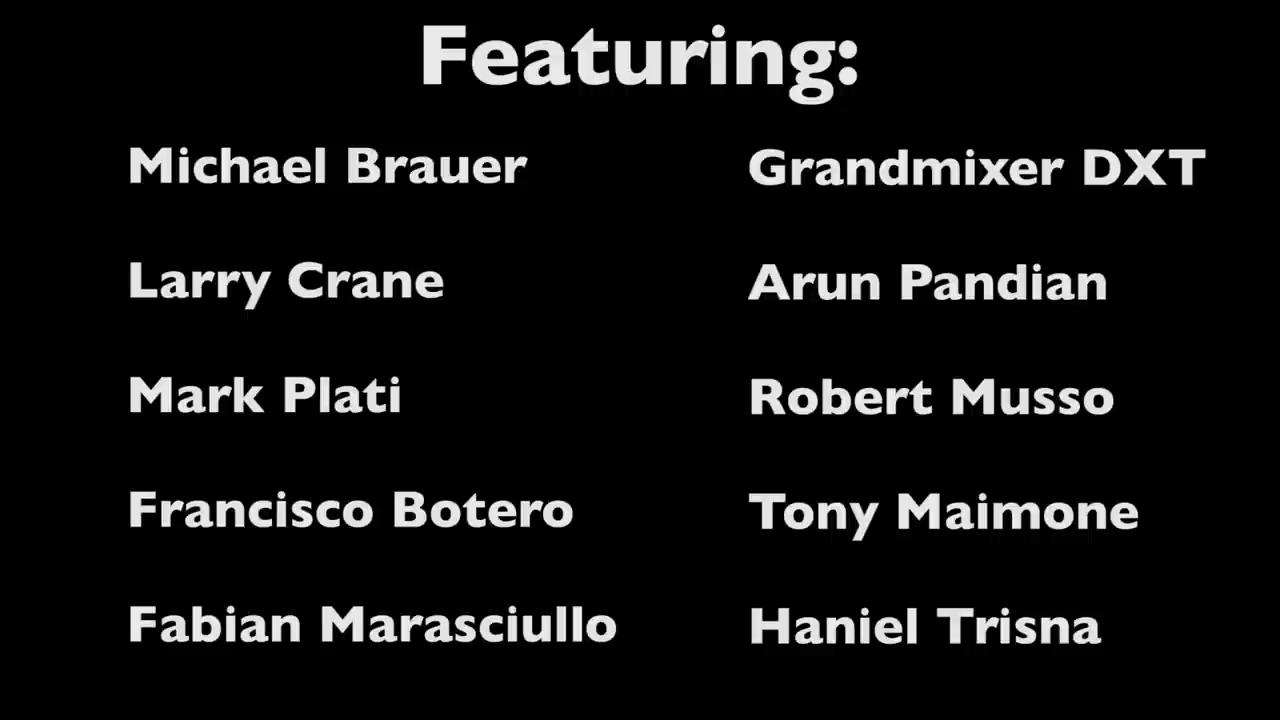 Featuring:
Michael Brauer
Grandmixer DXT
Larry Crane
Arun Pandian
Mark Plati
Robert Musso
Francisco Botero
Tony Maimone
Fabian Marasciullo
Haniel Trisna